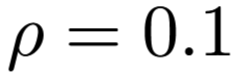 ρ = 0.1